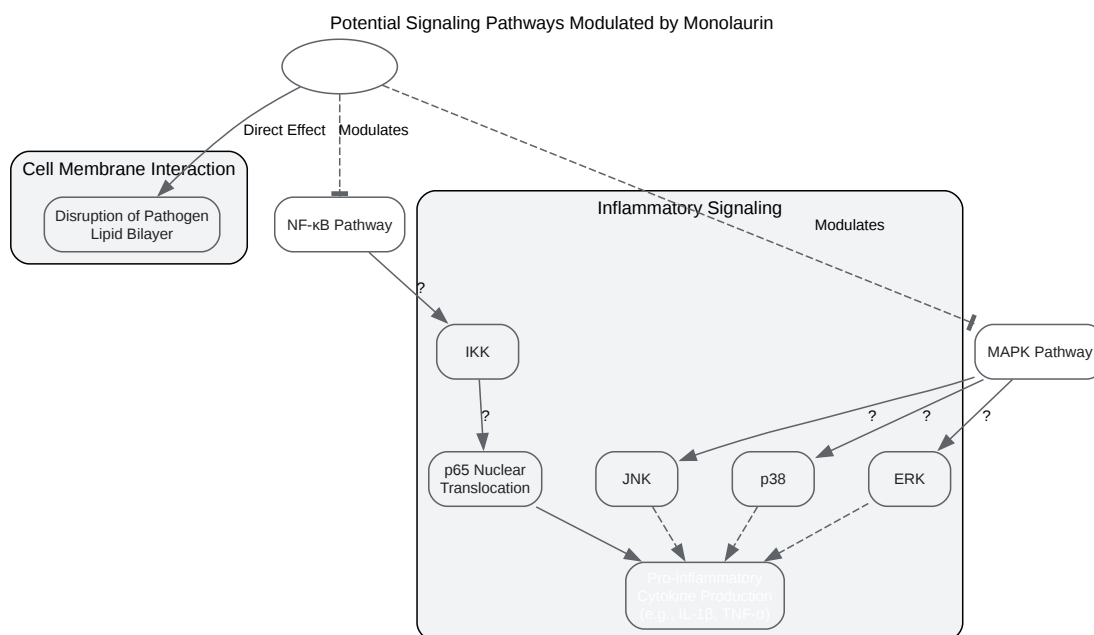 Potential Signaling Pathways Modulated by Monolaurin
Direct Effect
Modulates
Cell Membrane Interaction
Disruption of Pathogen
Lipid Bilayer
NF-κB Pathway
Inflammatory Signaling
Modulates
?
IKK
MAPK Pathway
?
?
?
?
p65 Nuclear
Translocation
JNK
p38
ERK
Pro-inflammatory
Cytokine Production
(e.g., IL-1β, TNF-α)